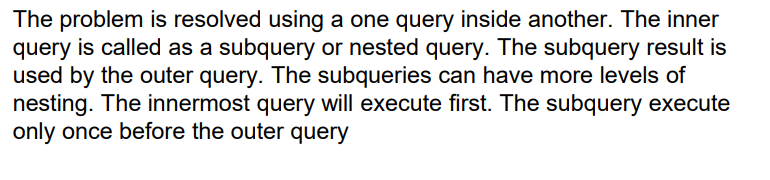 The problem is resolved using a one query inside another. The inner
query is called as a subquery or nested query. The subquery result is
used by the outer query. The subqueries can have more levels of
nesting. The innermost query will execute first. The subquery execute
only once before the outer query